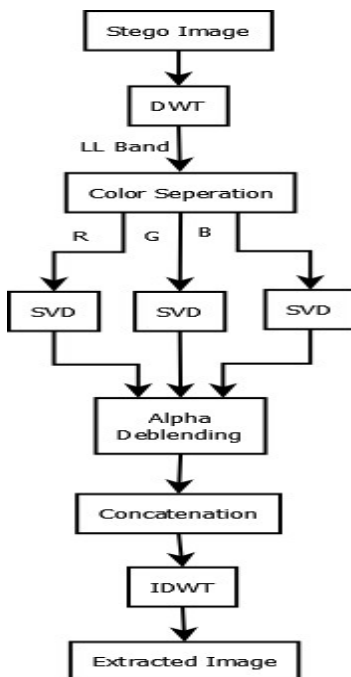 Stego Image
DWT
LL Band
Color Seperation
R
G
B
SVD
SVD
SVD
Alpha
Deblending
Concatenation
IDWT
Extracted Image